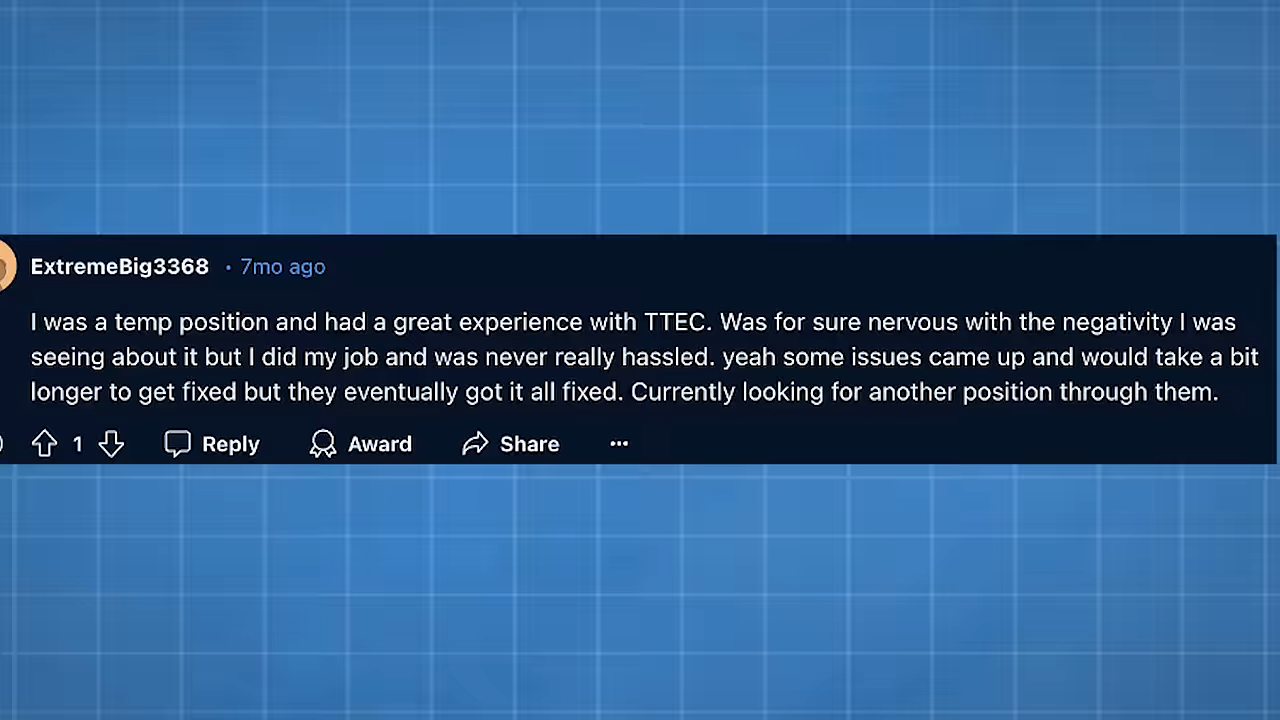 ExtremeBig3368 · 7mo ago
I was a temp position and had a great experience with TTEC. Was for sure nervous with the negativity I was
seeing about it but I did my job and was never really hassled. yeah some issues came up and would take a bit
longer to get fixed but they eventually got it all fixed. Currently looking for another position through them.
1 Reply Award Share ···